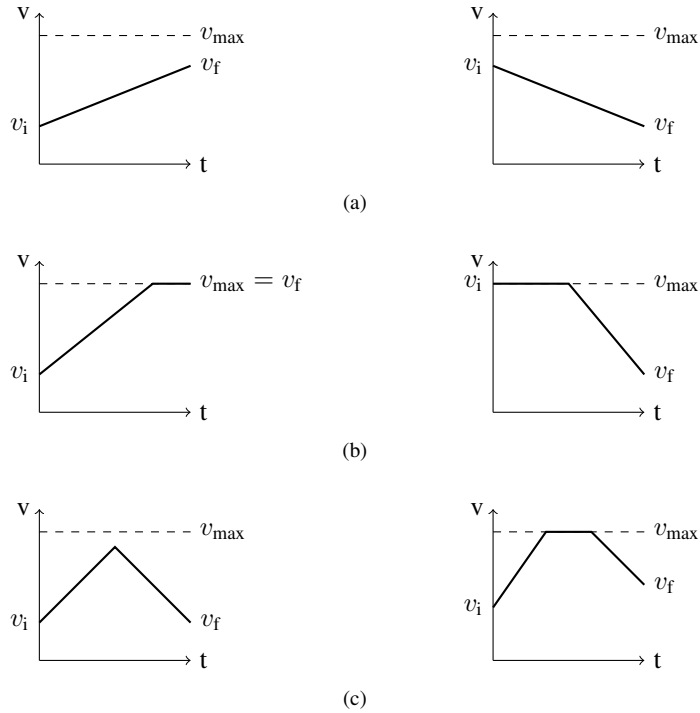 v v
v_max v_max
v_f v_i
v_i v_f
t t
(a)
v v
v_max = v_f v_i v_max
v_i v_f
t t
(b)
v v
v_max v_max
v_f
v_i v_f v_i
t t
(c)